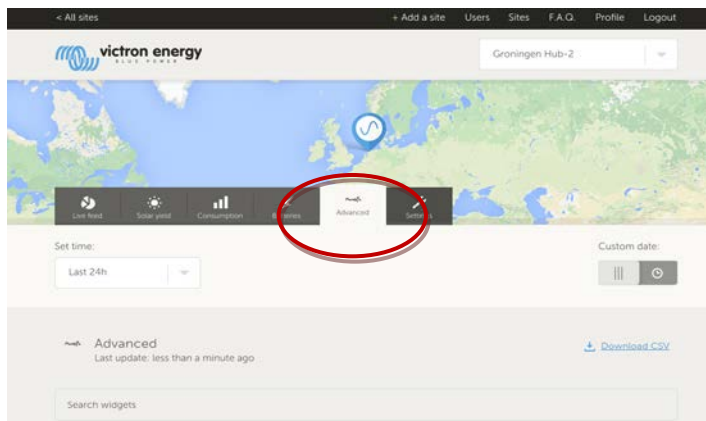 < All sites + Add a site Users Sites F.A.Q. Profile Logout
victron energy
BLUE POWER
Groningen Hub-2
Live feed Solar yield Consumption Batteries Advanced Settings
Set time:
Custom date:
Last 24h
Advanced
Last update: less than a minute ago
Download CSV
Search widgets